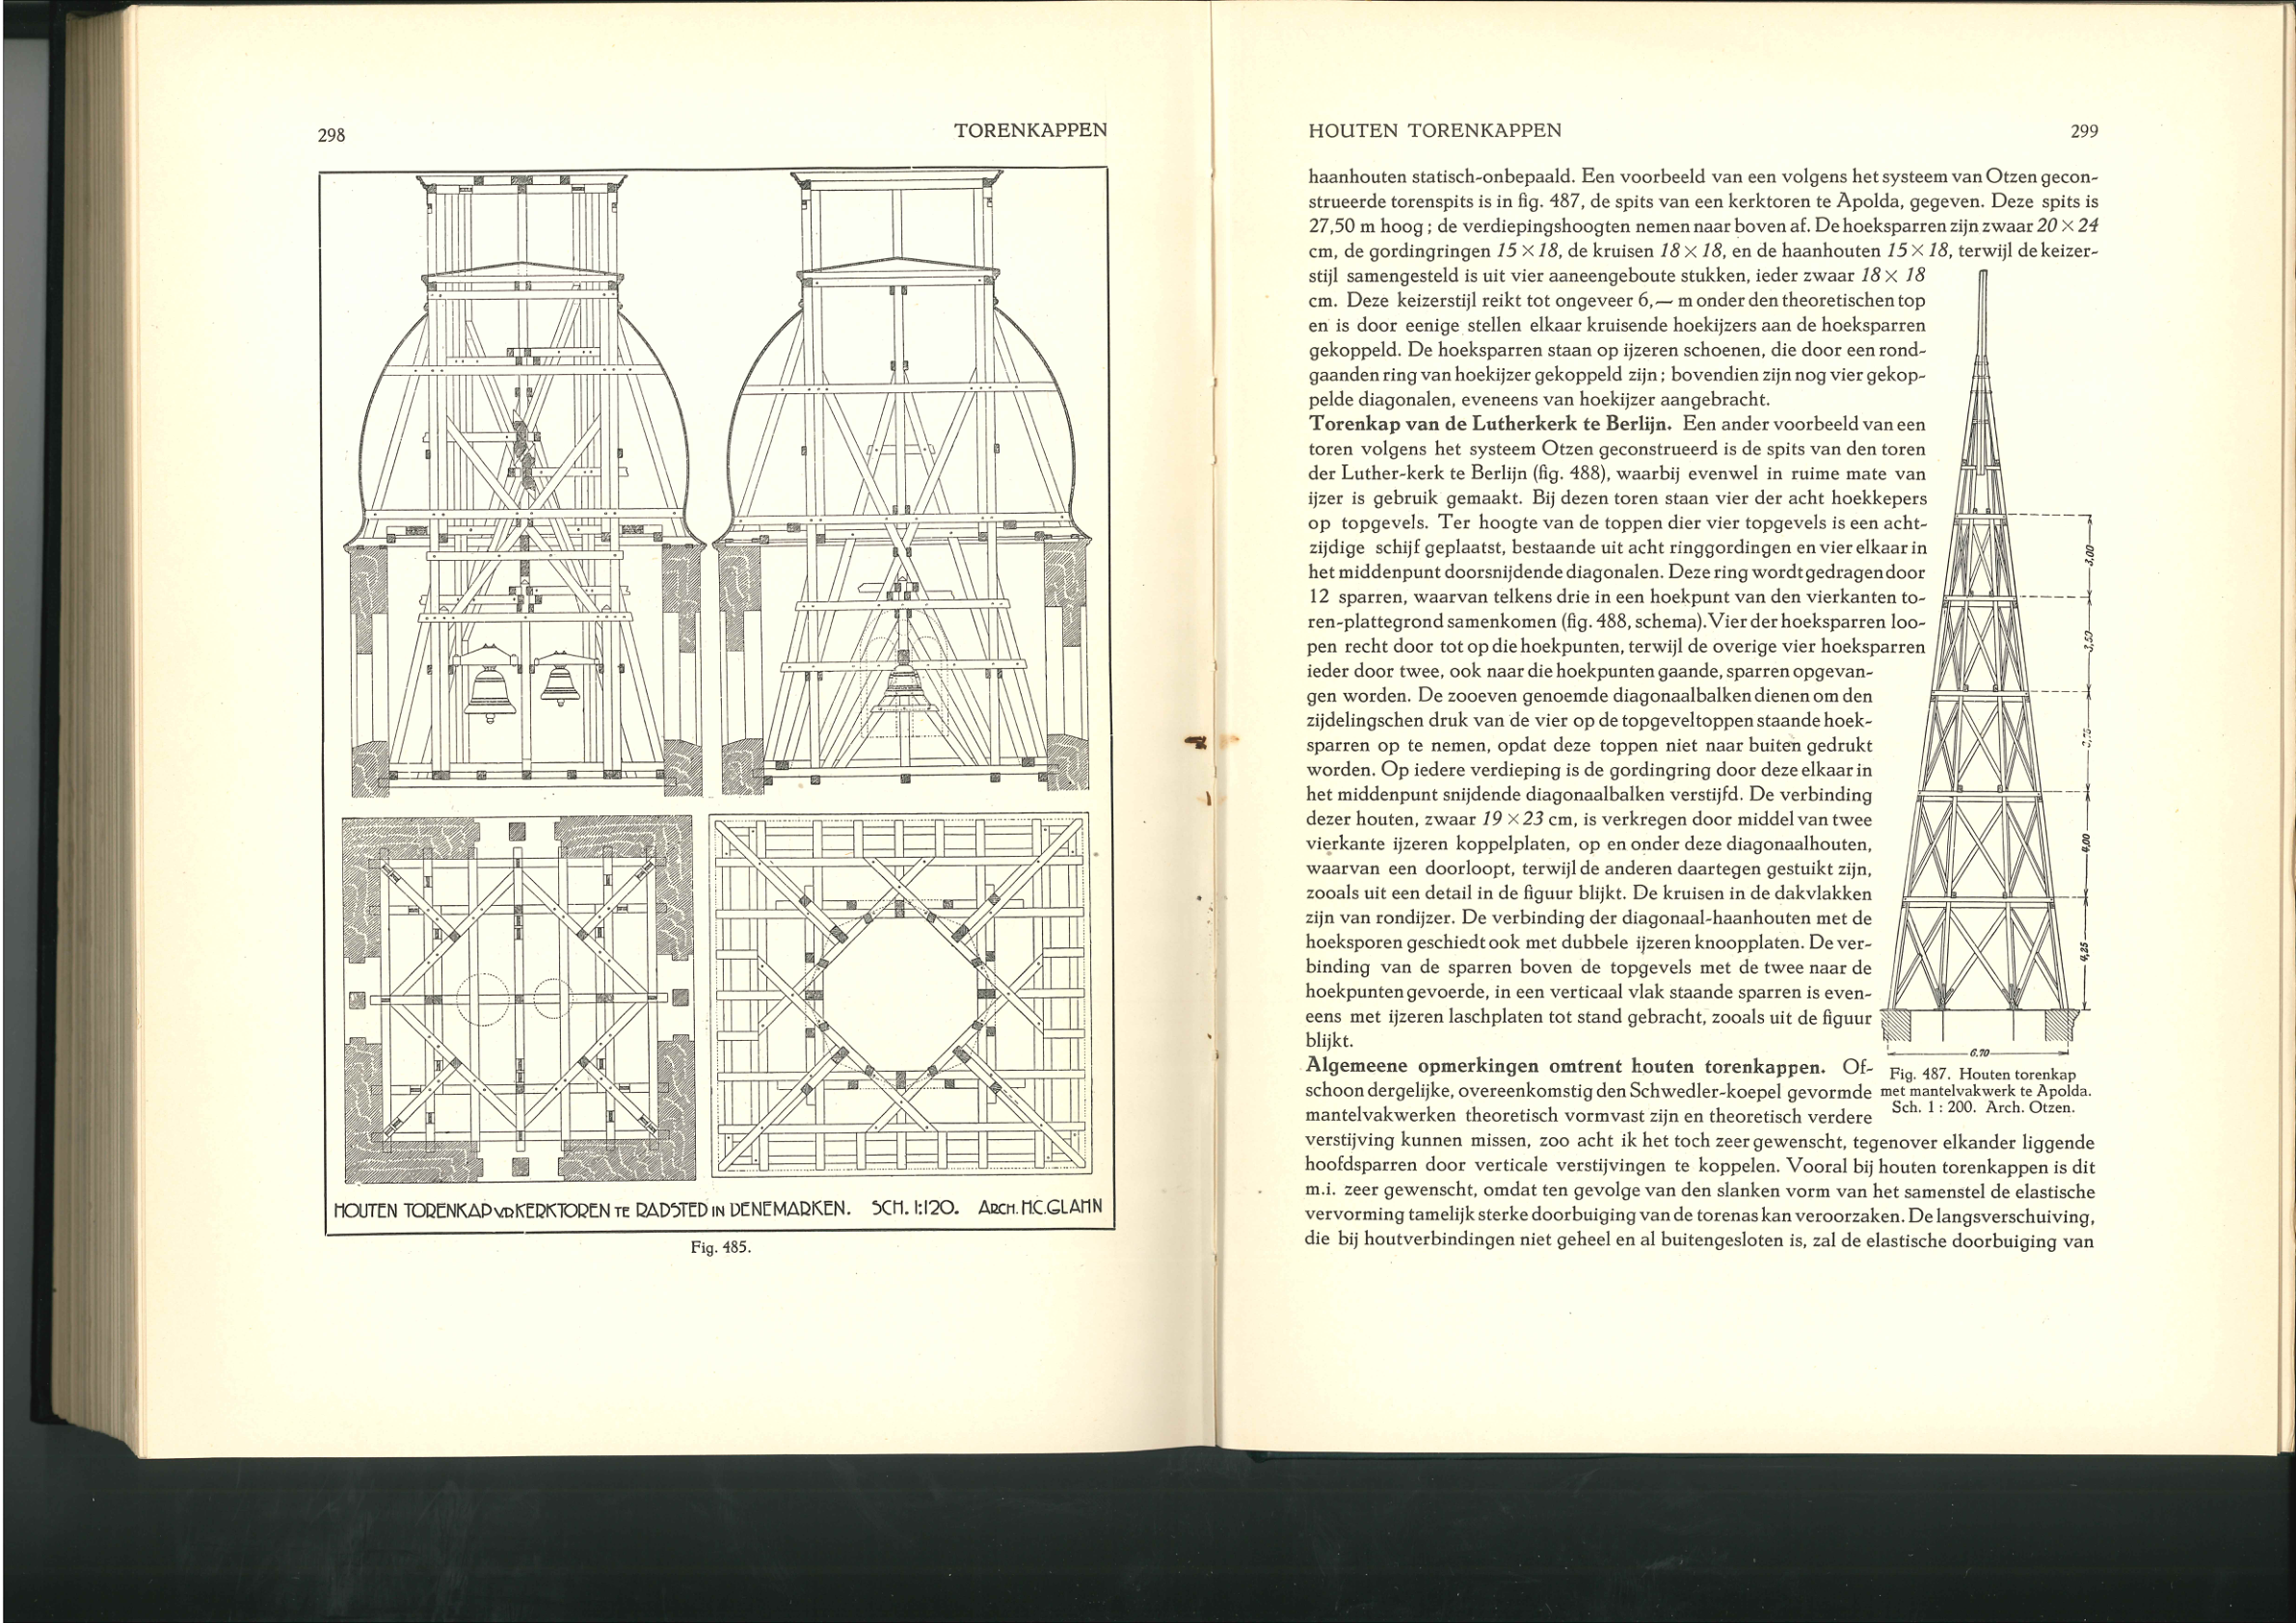 298
TORENKAPPEN
HOUTEN TORENKAP V/D KERKTOREN TE RADSTED IN DENEMARKEN. SCH. 1:120. ARCH. H.C. GLAHN
Fig. 485.
HOUTEN TORENKAPPEN
299
haanhouten statisch-onbepaald. Een voorbeeld van een volgens het systeem van Otzen gecon-
strueerde torenspits is in fig. 487, de spits van een kerktoren te Apolda, gegeven. Deze spits is
27,50 m hoog; de verdiepingshoogten nemen naar boven af. De hoeksparren zijn zwaar 20 × 24
cm, de gordingringen 15 × 18, de kruisen 18 × 18, en de haanhouten 15 × 18, terwijl de keizer-
stijl samengesteld is uit vier aaneengeboute stukken, ieder zwaar 18 × 18
cm. Deze keizerstijl reikt tot ongeveer 6,— m onder den theoretischen top
en is door eenige stellen elkaar kruisende hoekijzers aan de hoeksparren
gekoppeld. De hoeksparren staan op ijzeren schoenen, die door een rond-
gaanden ring van hoekijzer gekoppeld zijn; bovendien zijn nog vier gekop-
pelde diagonalen, eveneens van hoekijzer aangebracht.
Torenkap van de Lutherkerk te Berlijn. Een ander voorbeeld van een
toren volgens het systeem Otzen geconstrueerd is de spits van den toren
der Luther-kerk te Berlijn (fig. 488), waarbij evenwel in ruime mate van
ijzer is gebruik gemaakt. Bij dezen toren staan vier der acht hoekkepers
op topgevels. Ter hoogte van de toppen dier vier topgevels is een acht-
zijdige schijf geplaatst, bestaande uit acht ringgordingen en vier elkaar in
het middenpunt doorsnijdende diagonalen. Deze ring wordt gedragen door
12 sparren, waarvan telkens drie in een hoekpunt van den vierkanten to-
ren-plattegrond samenkomen (fig. 488, schema). Vier der hoeksparren loo-
pen recht door tot op die hoekpunten, terwijl de overige vier hoeksparren
ieder door twee, ook naar die hoekpunten gaande, sparren opgevan-
gen worden. De zooeven genoemde diagonaalbalken dienen om den
zijdelingschen druk van de vier op de topgeveltoppen staande hoek-
sparren op te nemen, opdat deze toppen niet naar buiten gedrukt
worden. Op iedere verdieping is de gordingring door deze elkaar in
het middenpunt snijdende diagonaalbalken verstijfd. De verbinding
dezer houten, zwaar 19 × 23 cm, is verkregen door middel van twee
vierkante ijzeren koppelplaten, op en onder deze diagonaalhouten,
waarvan een doorloopt, terwijl de anderen daartegen gestuikt zijn,
zooals uit een detail in de figuur blijkt. De kruisen in de dakvlakken
zijn van rondijzer. De verbinding der diagonaal-haanhouten met de
hoeksporen geschiedt ook met dubbele ijzeren knoopplaten. De ver-
binding van de sparren boven de topgevels met de twee naar de
hoekpunten gevoerde, in een verticaal vlak staande sparren is even-
eens met ijzeren laschplaten tot stand gebracht, zooals uit de figuur
blijkt.
Algemeene opmerkingen omtrent houten torenkappen. Of-
schoon dergelijke, overeenkomstig den Schwedler-koepel gevormde
mantelvakwerken theoretisch vormvast zijn en theoretisch verdere
verstijving kunnen missen, zoo acht ik het toch zeer gewenscht, tegenover elkander liggende
hoofdsparren door verticale verstijvingen te koppelen. Vooral bij houten torenkappen is dit
m.i. zeer gewenscht, omdat ten gevolge van den slanken vorm van het samenstel de elastische
vervorming tamelijk sterke doorbuiging van de torenas kan veroorzaken. De langsverschuiving,
die bij houtverbindingen niet geheel en al buitengesloten is, zal de elastische doorbuiging van
3,00
3,50
3,75
4,00
4,25
6.70
Fig. 487. Houten torenkap
met mantelvakwerk te Apolda.
Sch. 1 : 200. Arch. Otzen.